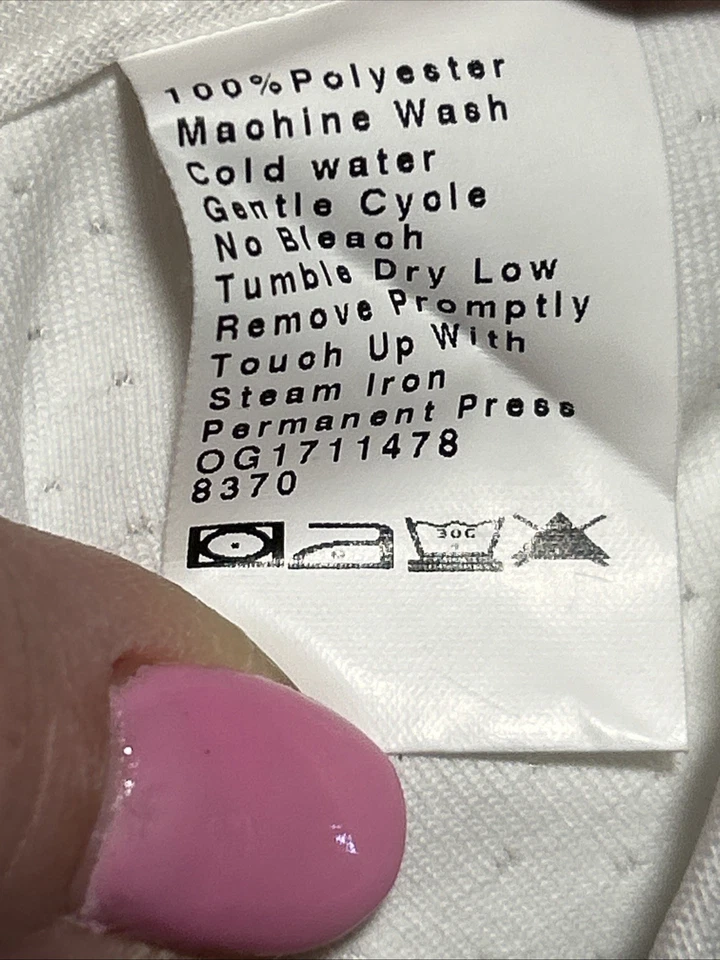 100%Polyester
Machine Wash
Cold water
Gentle Cycle
No Bleach
Tumble Dry Low
Remove Promptly
Touch Up With
Steam Iron
Permanent Press
OG1711478
8370
30C